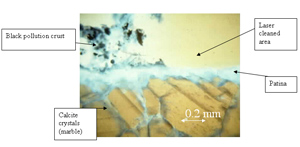 Laser
cleaned
area
Black pollution crust
Patina
Calcite
crystals
(marble)
0.2 mm